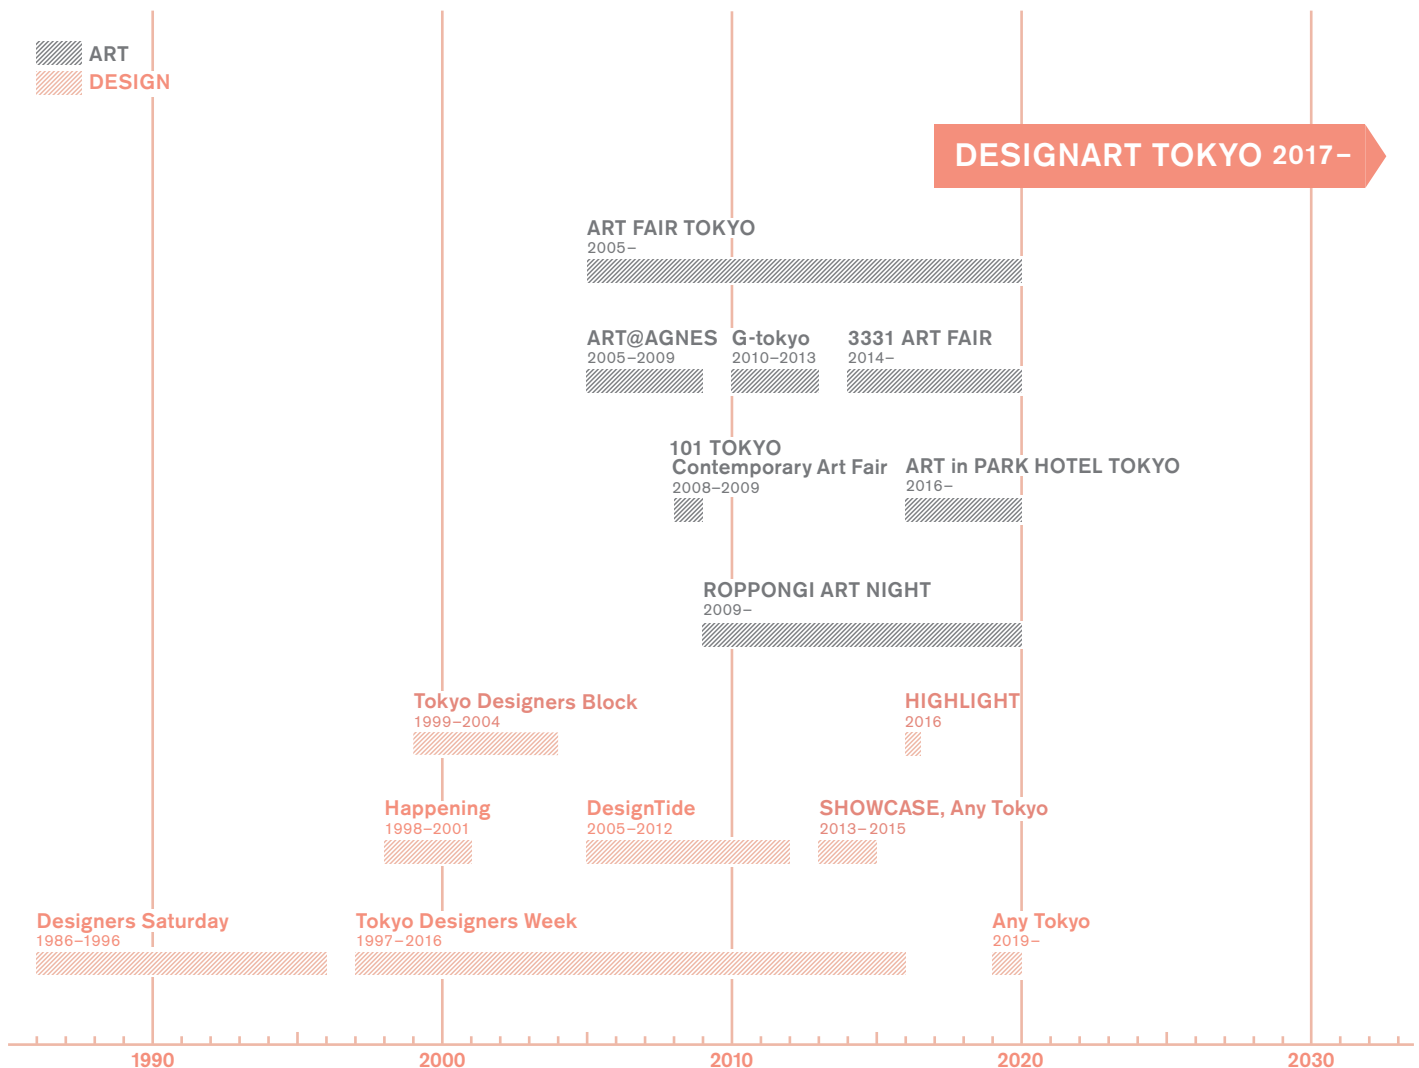 ART
DESIGN
DESIGNART TOKYO 2017–
ART FAIR TOKYO
2005–
ART@AGNES
2005–2009
G-tokyo
2010–2013
3331 ART FAIR
2014–
101 TOKYO
Contemporary Art Fair
2008–2009
ART in PARK HOTEL TOKYO
2016–
ROPPONGI ART NIGHT
2009–
Tokyo Designers Block
1999–2004
HIGHLIGHT
2016
Happening
1998–2001
DesignTide
2005–2012
SHOWCASE, Any Tokyo
2013–2015
Designers Saturday
1986–1996
Tokyo Designers Week
1997–2016
Any Tokyo
2019–
1990
2000
2010
2020
2030